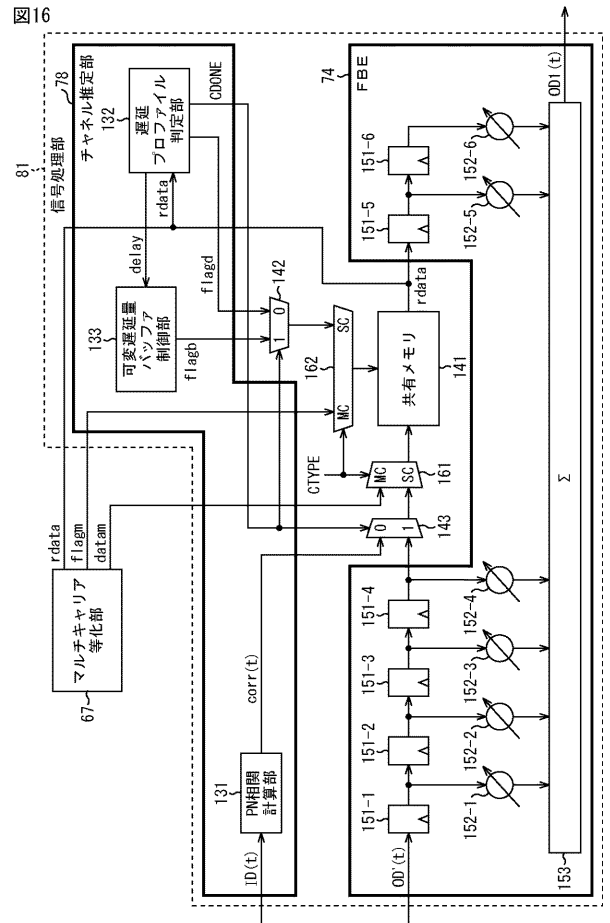 図16
81
信号処理部
78
チャネル推定部
132
遅延
プロファイル
判定部
CDONE
rdata
delay
flagd
133
可変遅延量
バッファ
制御部
flagb
142
1 0
162
MC SC
CTYPE
rdata
flagm
datam
マルチキャリア
等化部
67
131
PN相関
計算部
ID(t)
corr(t)
74
FBE
141
共有メモリ
rdata
161
MC SC
143
0 1
OD'(t)
151-1
151-2
151-3
151-4
151-5
151-6
152-1
152-2
152-3
152-4
152-5
152-6
Σ
153
OD1(t)